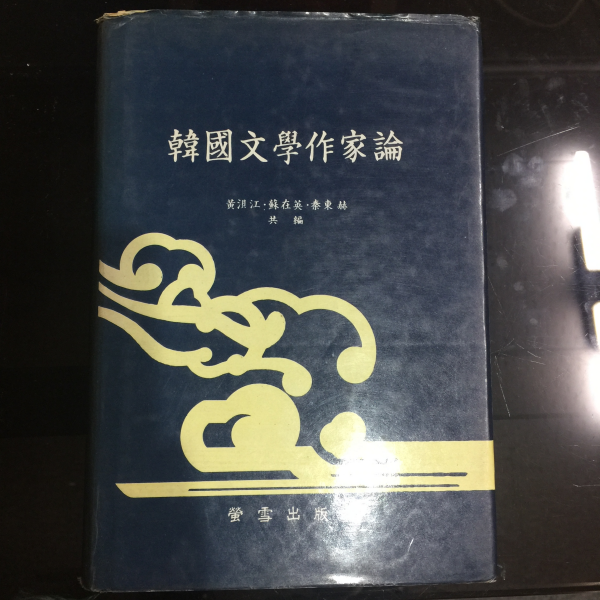 韓國文學作家論
黃浿江·蘇在英·秦東赫
共編
螢雪出版